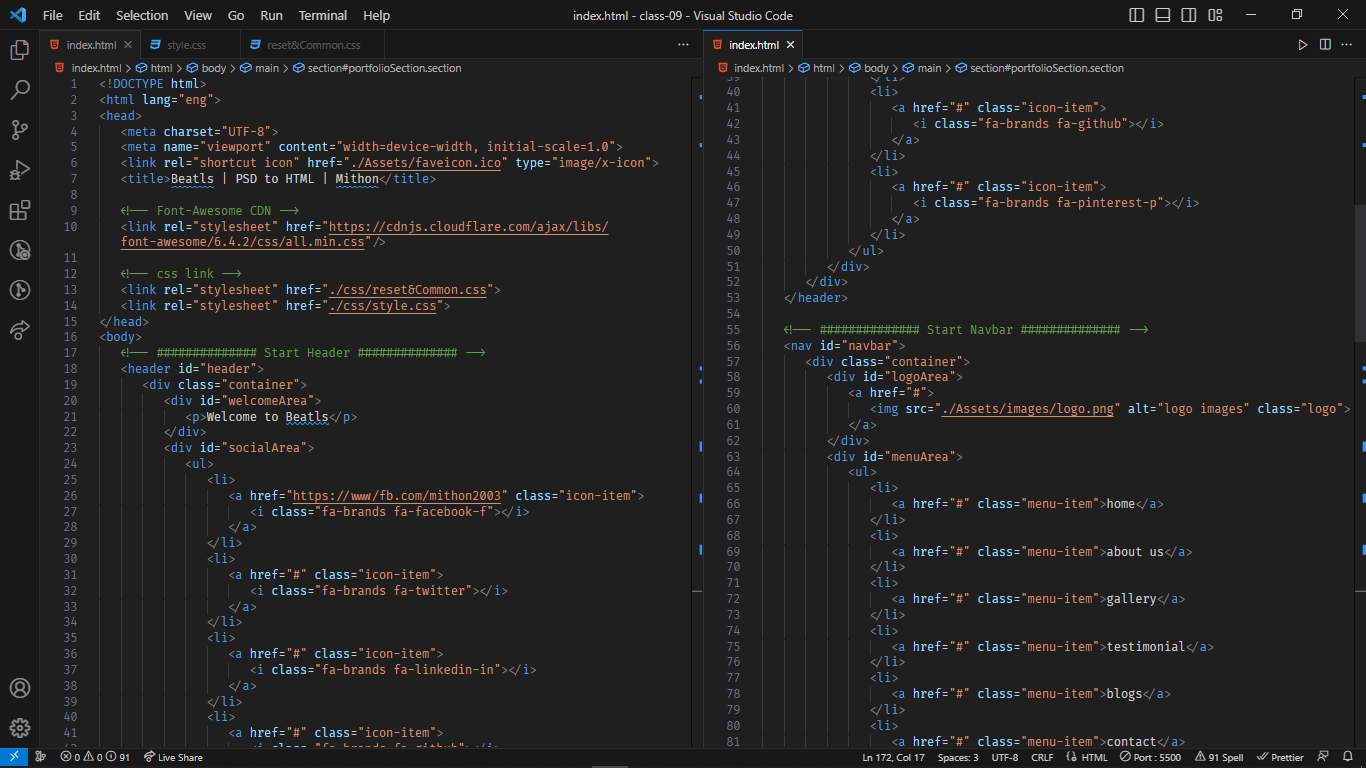 File Edit Selection View Go Run Terminal Help
index.html - class-09 - Visual Studio Code
index.html
style.css
reset&Common.css
index.html > html > body > main > section#portfolioSection.section
1 <!DOCTYPE html>
2 <html lang="eng">
3 <head>
4 <meta charset="UTF-8">
5 <meta name="viewport" content="width=device-width, initial-scale=1.0">
6 <link rel="shortcut icon" href="./Assets/faveicon.ico" type="image/x-icon">
7 <title>Beatls | PSD to HTML | Mithon</title>
8
9 <!-- Font-Awesome CDN -->
10 <link rel="stylesheet" href="https://cdnjs.cloudflare.com/ajax/libs/
font-awesome/6.4.2/css/all.min.css"/>
11
12 <!-- css link -->
13 <link rel="stylesheet" href="./css/reset&Common.css">
14 <link rel="stylesheet" href="./css/style.css">
15 </head>
16 <body>
17 <!-- ############## Start Header ############## -->
18 <header id="header">
19 <div class="container">
20 <div id="welcomeArea">
21 <p>Welcome to Beatls</p>
22 </div>
23 <div id="socialArea">
24 <ul>
25 <li>
26 <a href="https://www/fb.com/mithon2003" class="icon-item">
27 <i class="fa-brands fa-facebook-f"></i>
28 </a>
29 </li>
30 <li>
31 <a href="#" class="icon-item">
32 <i class="fa-brands fa-twitter"></i>
33 </a>
34 </li>
35 <li>
36 <a href="#" class="icon-item">
37 <i class="fa-brands fa-linkedin-in"></i>
38 </a>
39 </li>
40 <li>
41 <a href="#" class="icon-item">
42 <i class="fa-brands fa-github"></i>
index.html
index.html > html > body > main > section#portfolioSection.section
39 </li>
40 <li>
41 <a href="#" class="icon-item">
42 <i class="fa-brands fa-github"></i>
43 </a>
44 </li>
45 <li>
46 <a href="#" class="icon-item">
47 <i class="fa-brands fa-pinterest-p"></i>
48 </a>
49 </li>
50 </ul>
51 </div>
52 </div>
53 </header>
54
55 <!-- ############## Start Navbar ############## -->
56 <nav id="navbar">
57 <div class="container">
58 <div id="logoArea">
59 <a href="#">
60 <img src="./Assets/images/logo.png" alt="logo images" class="logo">
61 </a>
62 </div>
63 <div id="menuArea">
64 <ul>
65 <li>
66 <a href="#" class="menu-item">home</a>
67 </li>
68 <li>
69 <a href="#" class="menu-item">about us</a>
70 </li>
71 <li>
72 <a href="#" class="menu-item">gallery</a>
73 </li>
74 <li>
75 <a href="#" class="menu-item">testimonial</a>
76 </li>
77 <li>
78 <a href="#" class="menu-item">blogs</a>
79 </li>
80 <li>
81 <a href="#" class="menu-item">contact</a>
0 0 91 Live Share Ln 172, Col 17 Spaces: 3 UTF-8 CRLF HTML Port : 5500 91 Spell Prettier